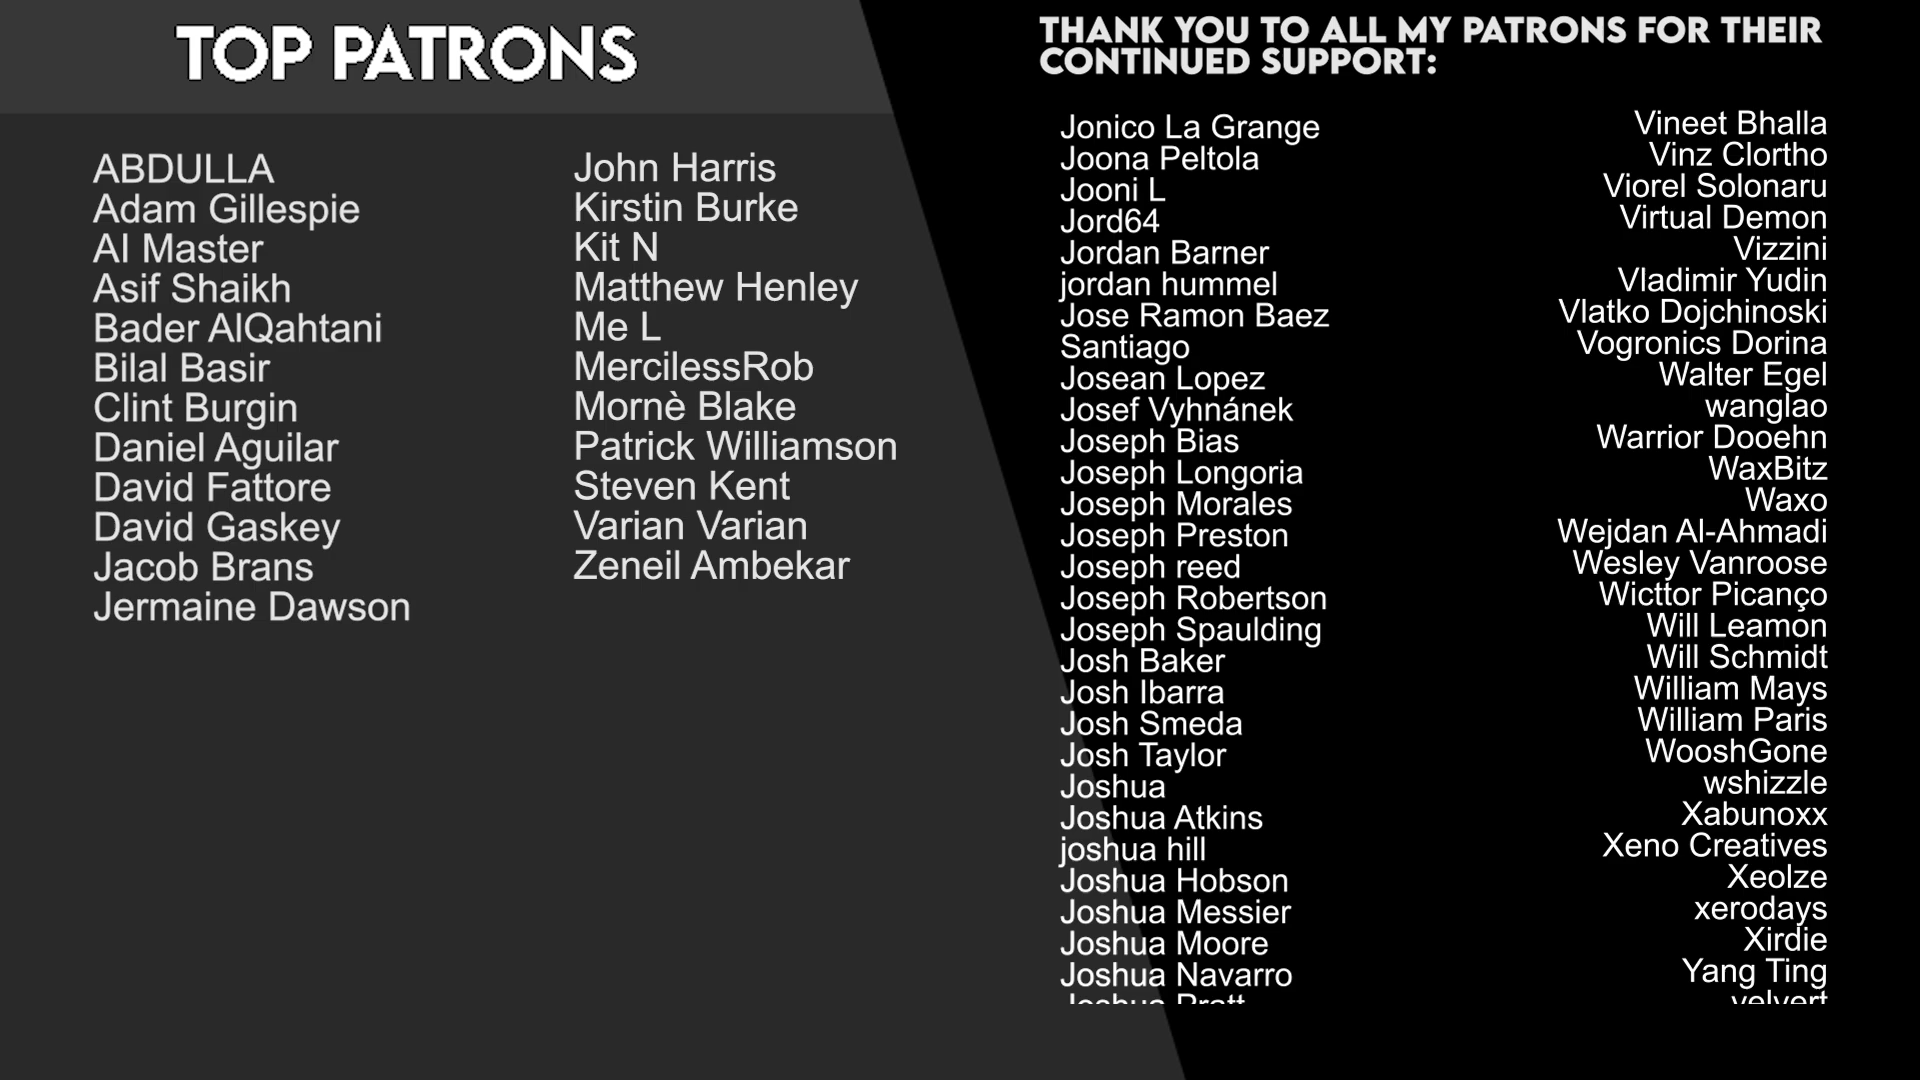 TOP PATRONS
ABDULLA
Adam Gillespie
AI Master
Asif Shaikh
Bader AlQahtani
Bilal Basir
Clint Burgin
Daniel Aguilar
David Fattore
David Gaskey
Jacob Brans
Jermaine Dawson
John Harris
Kirstin Burke
Kit N
Matthew Henley
Me L
MercilessRob
Mornè Blake
Patrick Williamson
Steven Kent
Varian Varian
Zeneil Ambekar
THANK YOU TO ALL MY PATRONS FOR THEIR
CONTINUED SUPPORT:
Jonico La Grange
Joona Peltola
Jooni L
Jord64
Jordan Barner
jordan hummel
Jose Ramon Baez
Santiago
Josean Lopez
Josef Vyhnánek
Joseph Bias
Joseph Longoria
Joseph Morales
Joseph Preston
Joseph reed
Joseph Robertson
Joseph Spaulding
Josh Baker
Josh Ibarra
Josh Smeda
Josh Taylor
Joshua
Joshua Atkins
joshua hill
Joshua Hobson
Joshua Messier
Joshua Moore
Joshua Navarro
Joshua Pratt
Vineet Bhalla
Vinz Clortho
Viorel Solonaru
Virtual Demon
Vizzini
Vladimir Yudin
Vlatko Dojchinoski
Vogronics Dorina
Walter Egel
wanglao
Warrior Dooehn
WaxBitz
Waxo
Wejdan Al-Ahmadi
Wesley Vanroose
Wicttor Picanço
Will Leamon
Will Schmidt
William Mays
William Paris
WooshGone
wshizzle
Xabunoxx
Xeno Creatives
Xeolze
xerodays
Xirdie
Yang Ting